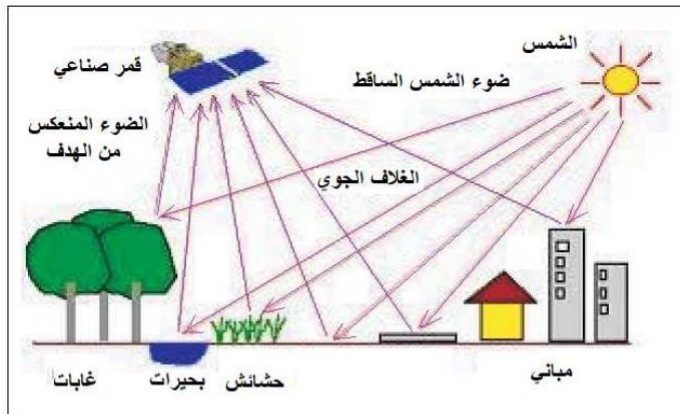 الشمس
قمر صناعي
ضوء الشمس الساقط
الضوء المنعكس
من الهدف
الغلاف الجوي
مباني
حشائش
بحيرات
غابات